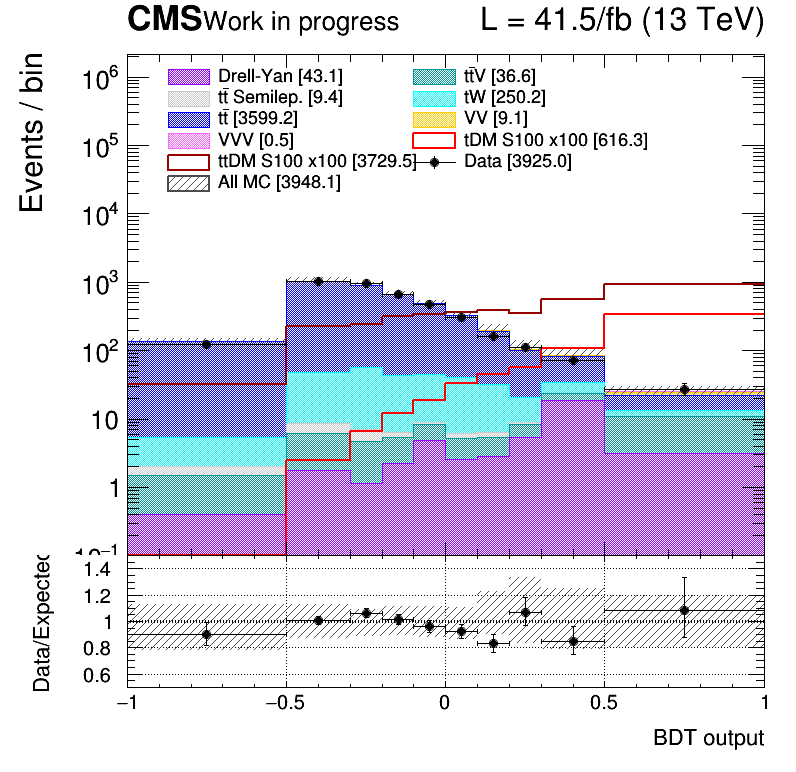 CMS Work in progress L = 41.5/fb (13 TeV)
Events / bin
10⁶
10⁵
10⁴
10³
10²
10
1
10⁻¹
Drell-Yan [43.1] tt̄V [36.6]
tt̄ Semilep. [9.4] tW [250.2]
tt̄ [3599.2] VV [9.1]
VVV [0.5] tDM S100 x100 [616.3]
ttDM S100 x100 [3729.5] Data [3925.0]
All MC [3948.1]
Data/Expected
1.4
1.2
1
0.8
0.6
−1 −0.5 0 0.5 1
BDT output